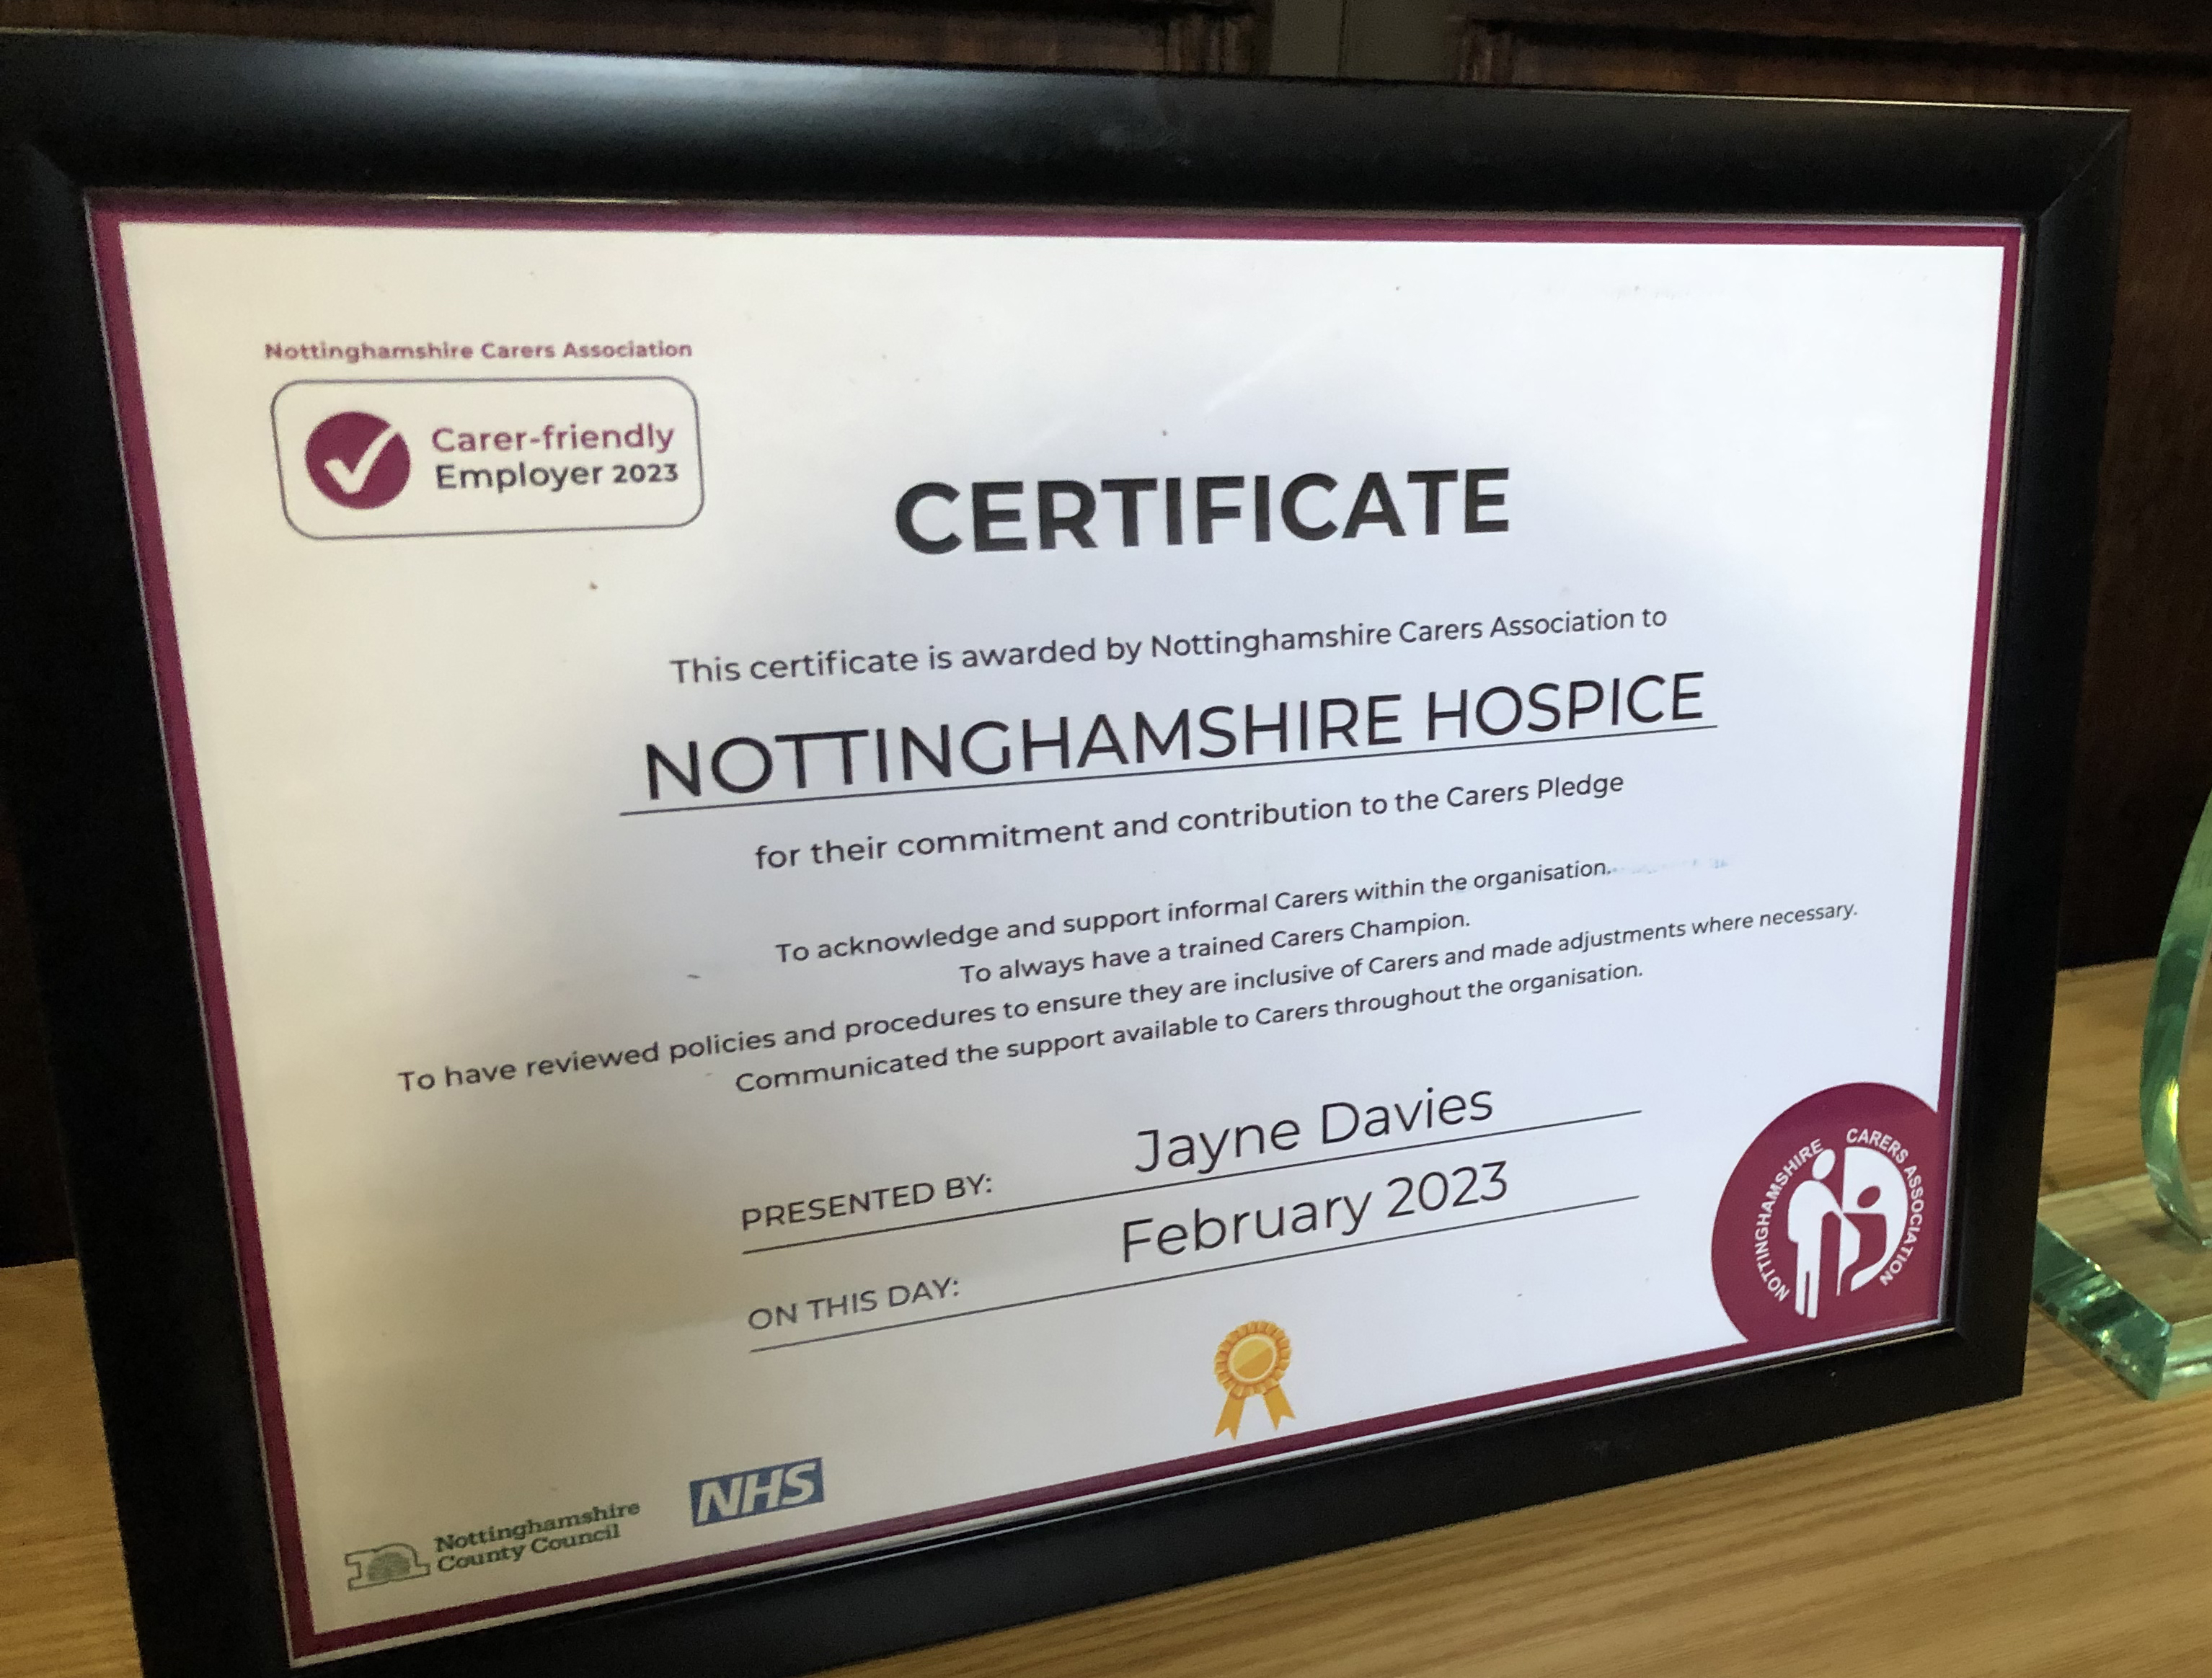 Nottinghamshire Carers Association
Carer-friendly
Employer 2023
CERTIFICATE
This certificate is awarded by Nottinghamshire Carers Association to
NOTTINGHAMSHIRE HOSPICE
for their commitment and contribution to the Carers Pledge
To acknowledge and support informal Carers within the organisation.
To always have a trained Carers Champion.
To have reviewed policies and procedures to ensure they are inclusive of Carers and made adjustments where necessary.
Communicated the support available to Carers throughout the organisation.
PRESENTED BY: Jayne Davies
ON THIS DAY: February 2023
NOTTINGHAMSHIRE CARERS ASSOCIATION
Nottinghamshire
County Council
NHS